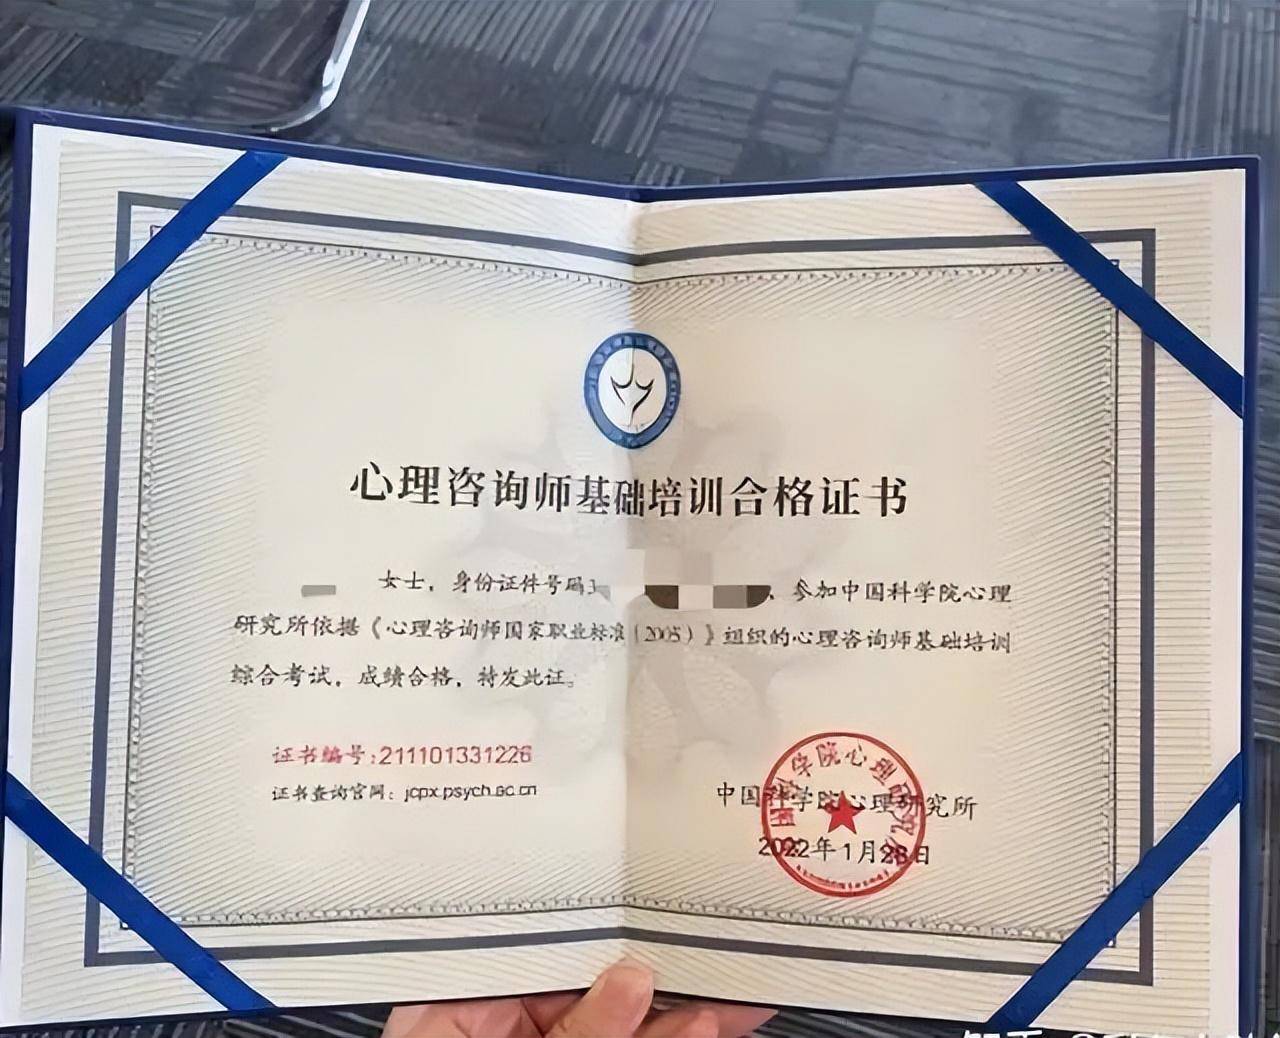 心理咨询师基础培训合格证书
女士，身份证件号码3 、参加中国科学院心理
研究所依据《心理咨询师国家职业标准（2005）》组织的心理咨询师基础培训
综合考试，成绩合格，特发此证。
证书编号:211101331226
证书查询官网：jcpx.psych.ac.cn
中国科学院心理研究所
2022年1月28日